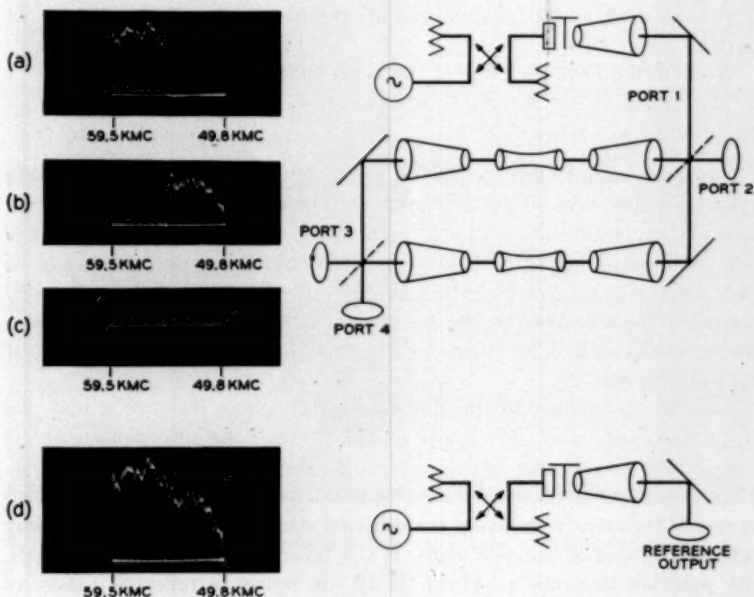 (a)
59.5 KMC
49.8 KMC
PORT 1
(b)
59.5 KMC
49.8 KMC
PORT 2
PORT 3
(c)
59.5 KMC
49.8 KMC
PORT 4
(d)
59.5 KMC
49.8 KMC
REFERENCE
OUTPUT